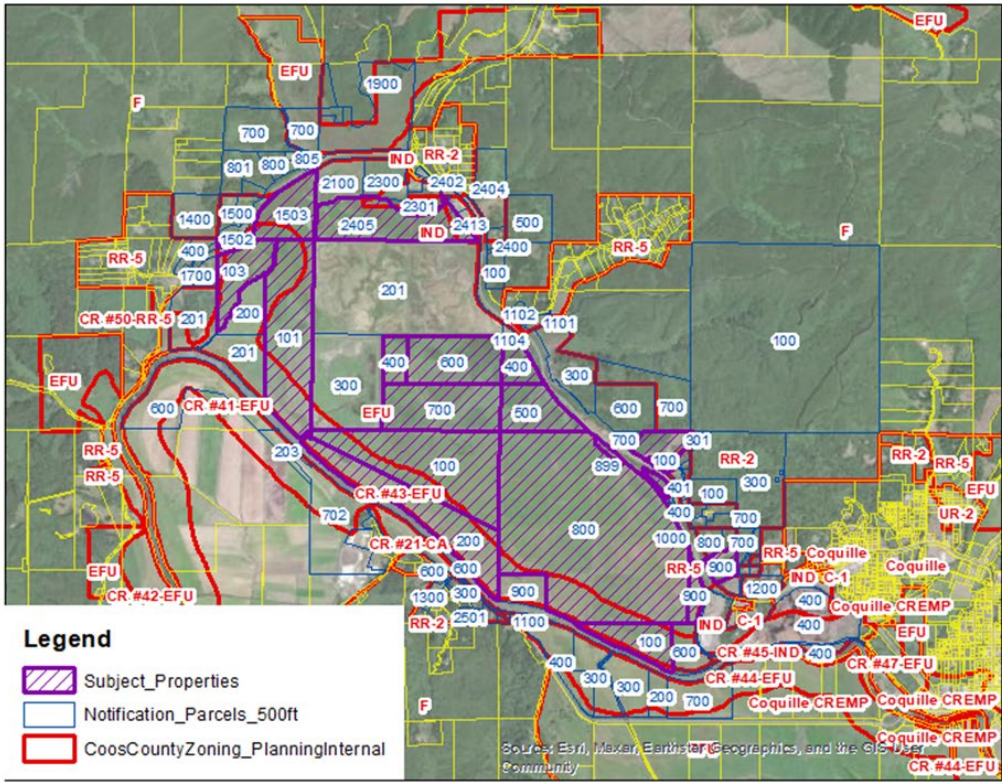 EFU
EFU
1900
F
700
700
805
801
800
IND
RR-2
2100
2300
2402
2404
1400
1500
1503
2301
2405
2413
500
IND
1502
2400
F
RR-5
400
103
1700
100
RR-5
201
1102
1101
CR #50-RR-5
201
200
201
101
1104
100
400
600
400
300
300
EFU
600
CR #41-EFU
EFU
700
500
600
700
203
700
301
RR-5
100
899
100
RR-2
RR-2
RR-5
RR-5
CR #43-EFU
401
100
300
EFU
702
400
700
UR-2
CR #21-CA
200
800
1000
800
700
RR-5
Coquille
EFU
600
600
RR-5
900
IND
C-1
Coquille
CR #42-EFU
1300
300
900
900
1200
400
Coquille CREMP
RR-2
2501
1100
IND
C-1
400
EFU
100
600
CR #45-IND
400
CR #47-EFU
400
300
300
200
700
CR #44-EFU
Coquille CREMP
Coquille CREMP
F
Coquille CREMP
EFU
CR #44-EFU
Legend
Subject_Properties
Notification_Parcels_500ft
CoosCountyZoning_PlanningInternal
Source: Esri, Maxar, Earthstar Geographics, and the GIS User
Community